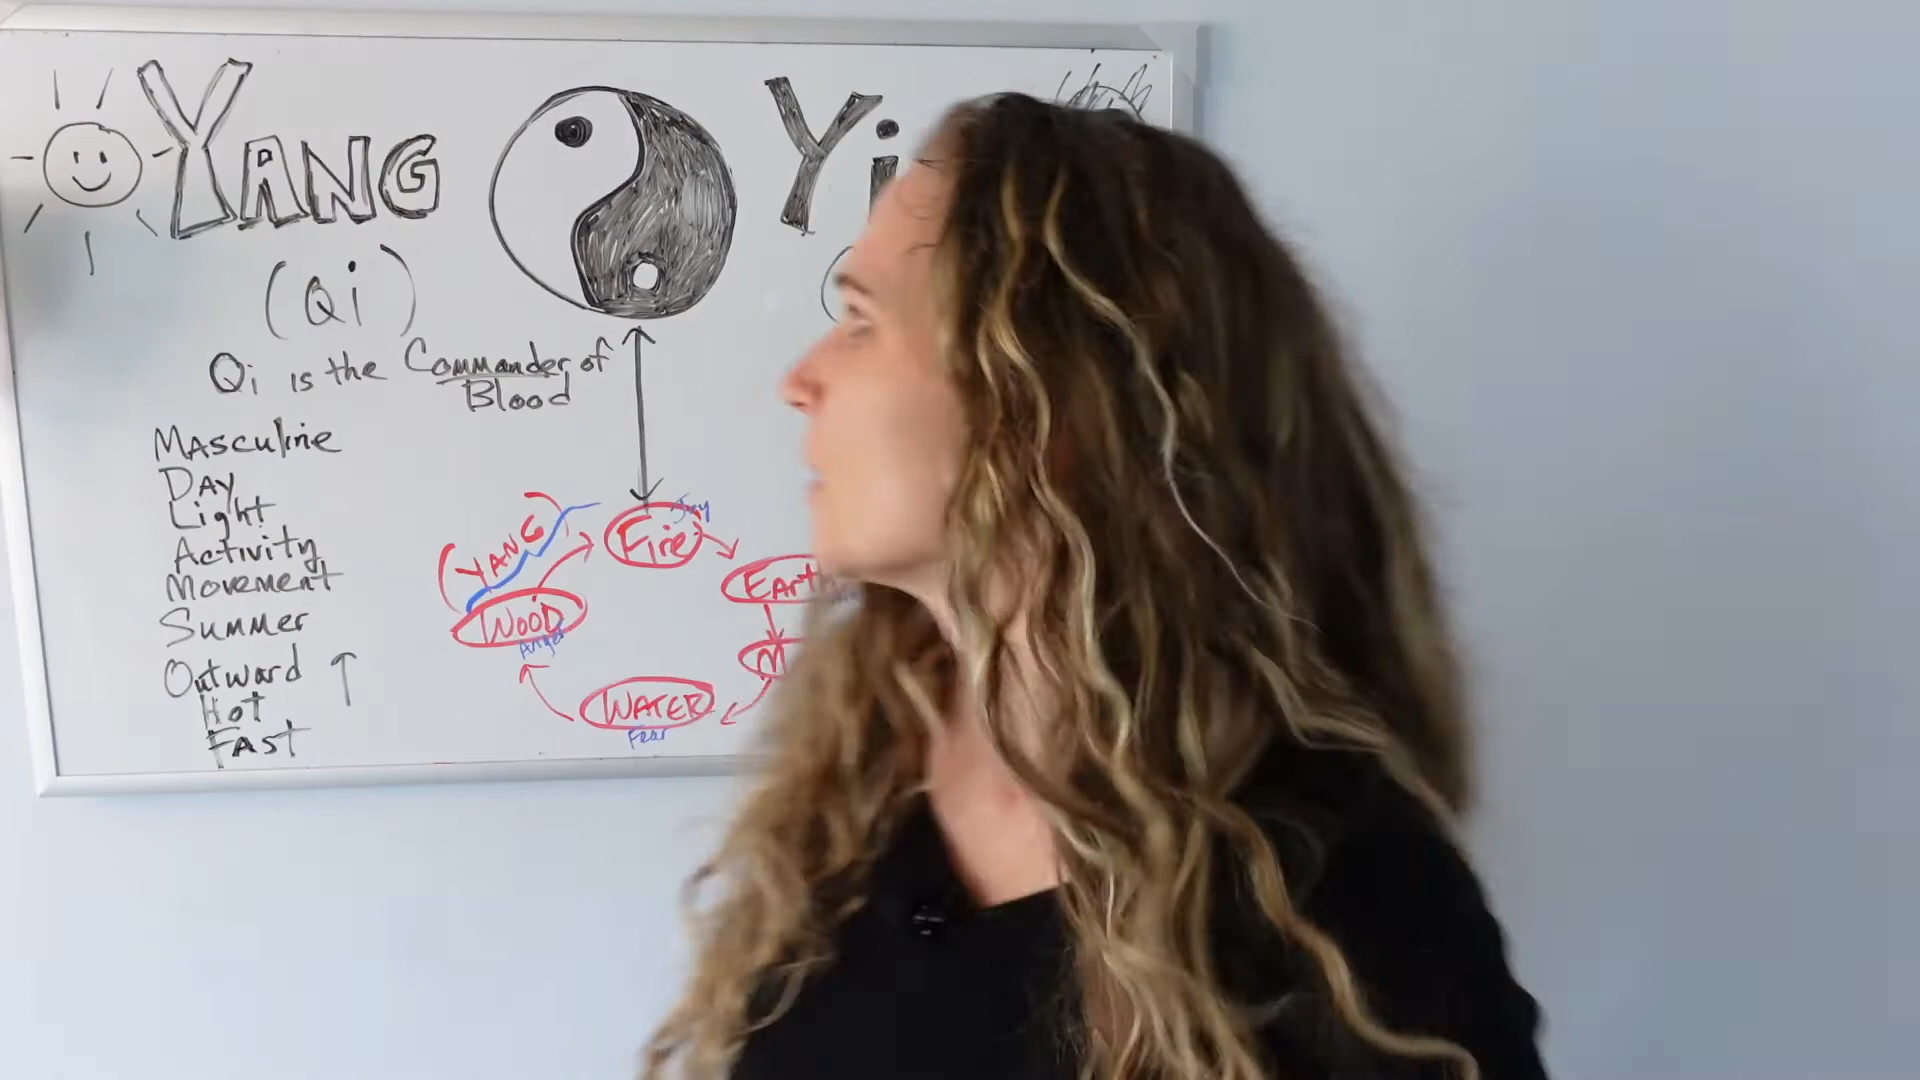 YANG
Yi
(Qi)
Qi is the Commander of
Blood
Masculine
Day
Light
Activity
Movement
Summer
Outward
Hot
Fast
(YANG)
Fire
Joy
Earth
Wood
Anger
M
Water
Fear